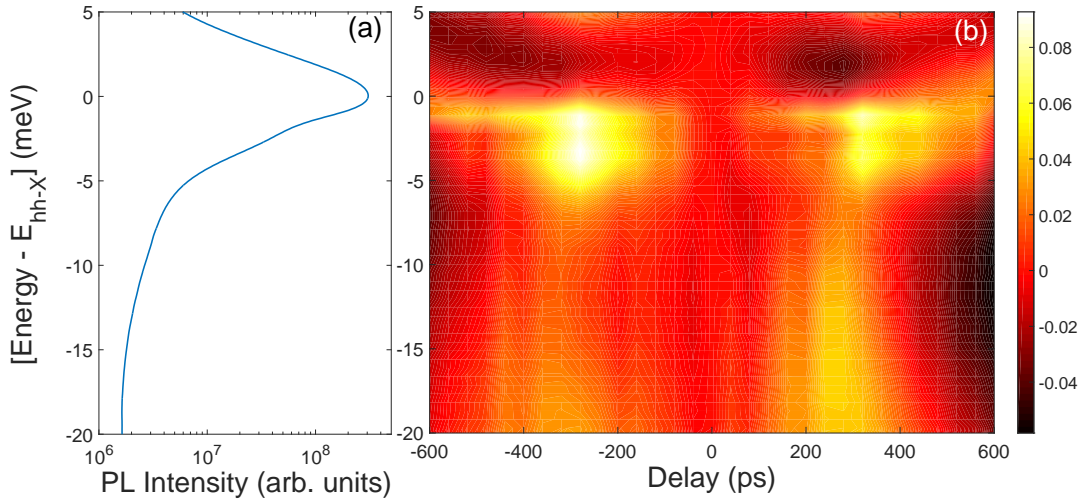 (a)
5
0
-5
-10
-15
-20
[Energy - E_hh-X] (meV)
10^6 10^7 10^8
PL Intensity (arb. units)
(b)
5
0
-5
-10
-15
-20
-600 -400 -200 0 200 400 600
Delay (ps)
0.08
0.06
0.04
0.02
0
-0.02
-0.04